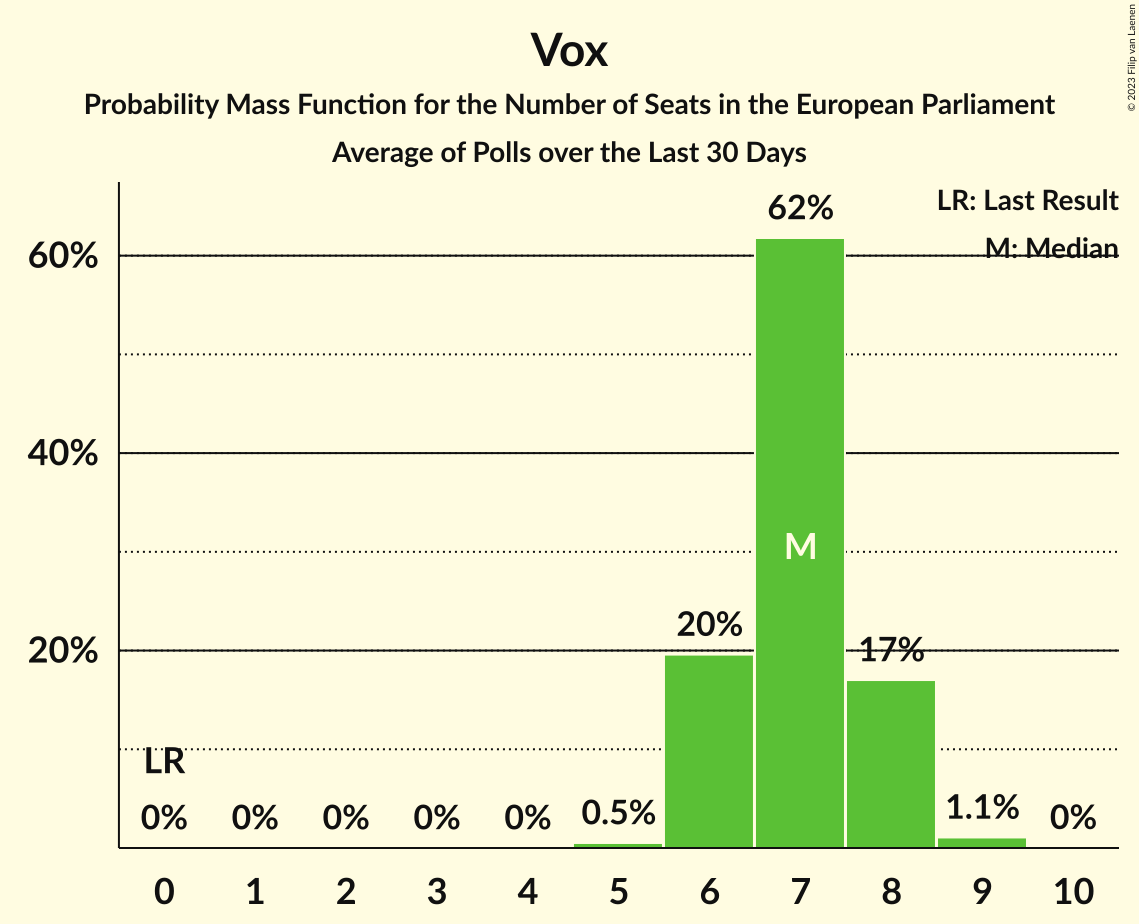 © 2023 Filip van Laenen
Vox
Probability Mass Function for the Number of Seats in the European Parliament
Average of Polls over the Last 30 Days
LR: Last Result
M: Median
62%
60%
40%
M
20%
20%
17%
LR
0% 0% 0% 0% 0% 0.5% 1.1% 0%
0 1 2 3 4 5 6 7 8 9 10